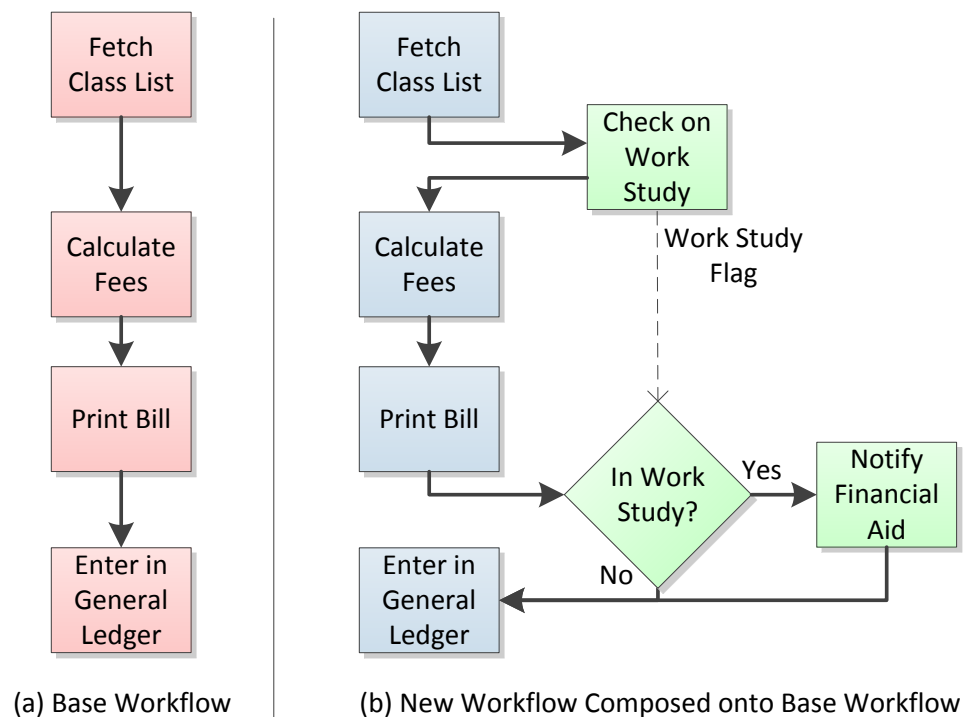 Fetch
Class List
Calculate
Fees
Print Bill
Enter in
General
Ledger
(a) Base Workflow
Fetch
Class List
Check on
Work
Study
Work Study
Flag
Calculate
Fees
Print Bill
In Work
Study?
Yes
Notify
Financial
Aid
No
Enter in
General
Ledger
(b) New Workflow Composed onto Base Workflow